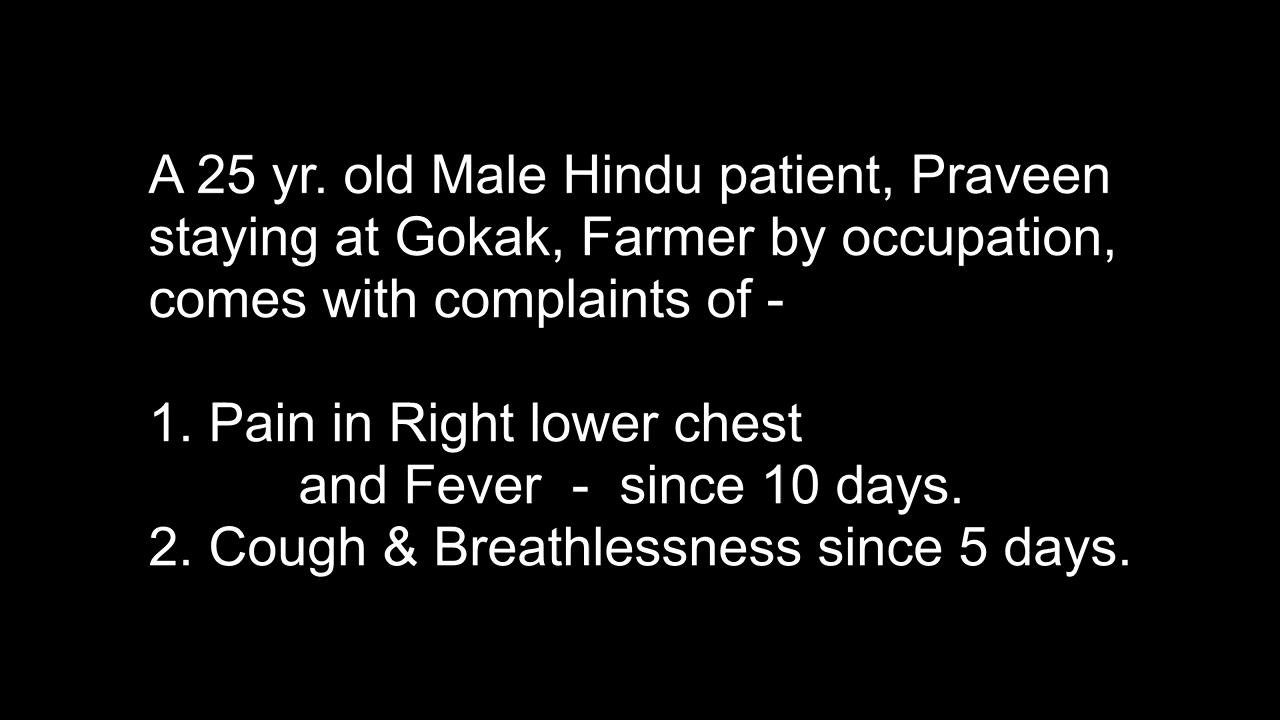 A 25 yr. old Male Hindu patient, Praveen
staying at Gokak, Farmer by occupation,
comes with complaints of -
1. Pain in Right lower chest
and Fever - since 10 days.
2. Cough & Breathlessness since 5 days.